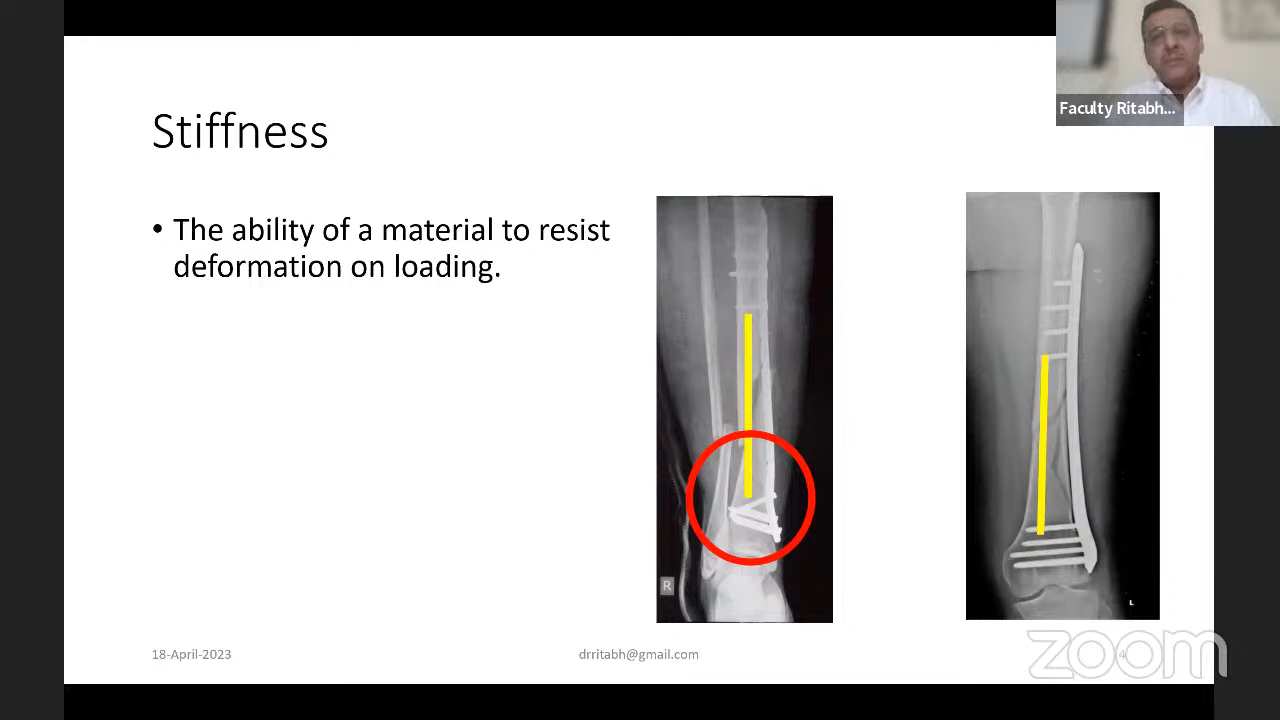 Faculty Ritabh...
Stiffness
• The ability of a material to resist
deformation on loading.
R
L
18-April-2023
drritabh@gmail.com
4
zoom